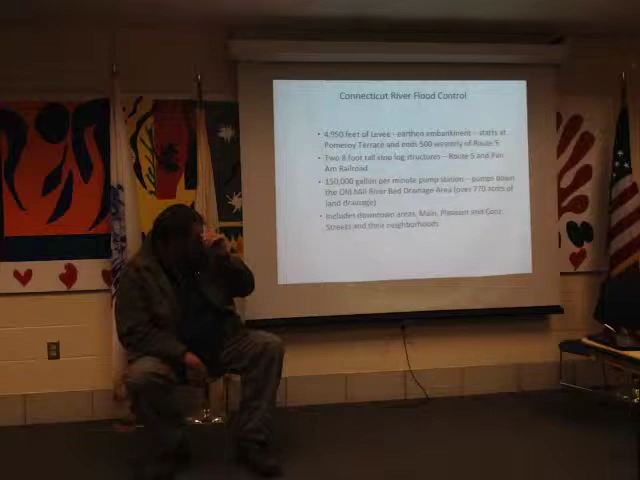 Connecticut River Flood Control
• 4,950 feet of Levee - earthen embankment – starts at
Pomeroy Terrace and ends 500 westerly of Route 5
• Two 8 foot tall stop log structures – Route 5 and Pan
Am Railroad
• 150,000 gallon per minute pump station – pumps down
the Old Mill River Bed Drainage Area (over 770 acres of
land drainage)
• Includes downtown areas, Main, Pleasant and Conz
Streets and their neighborhoods